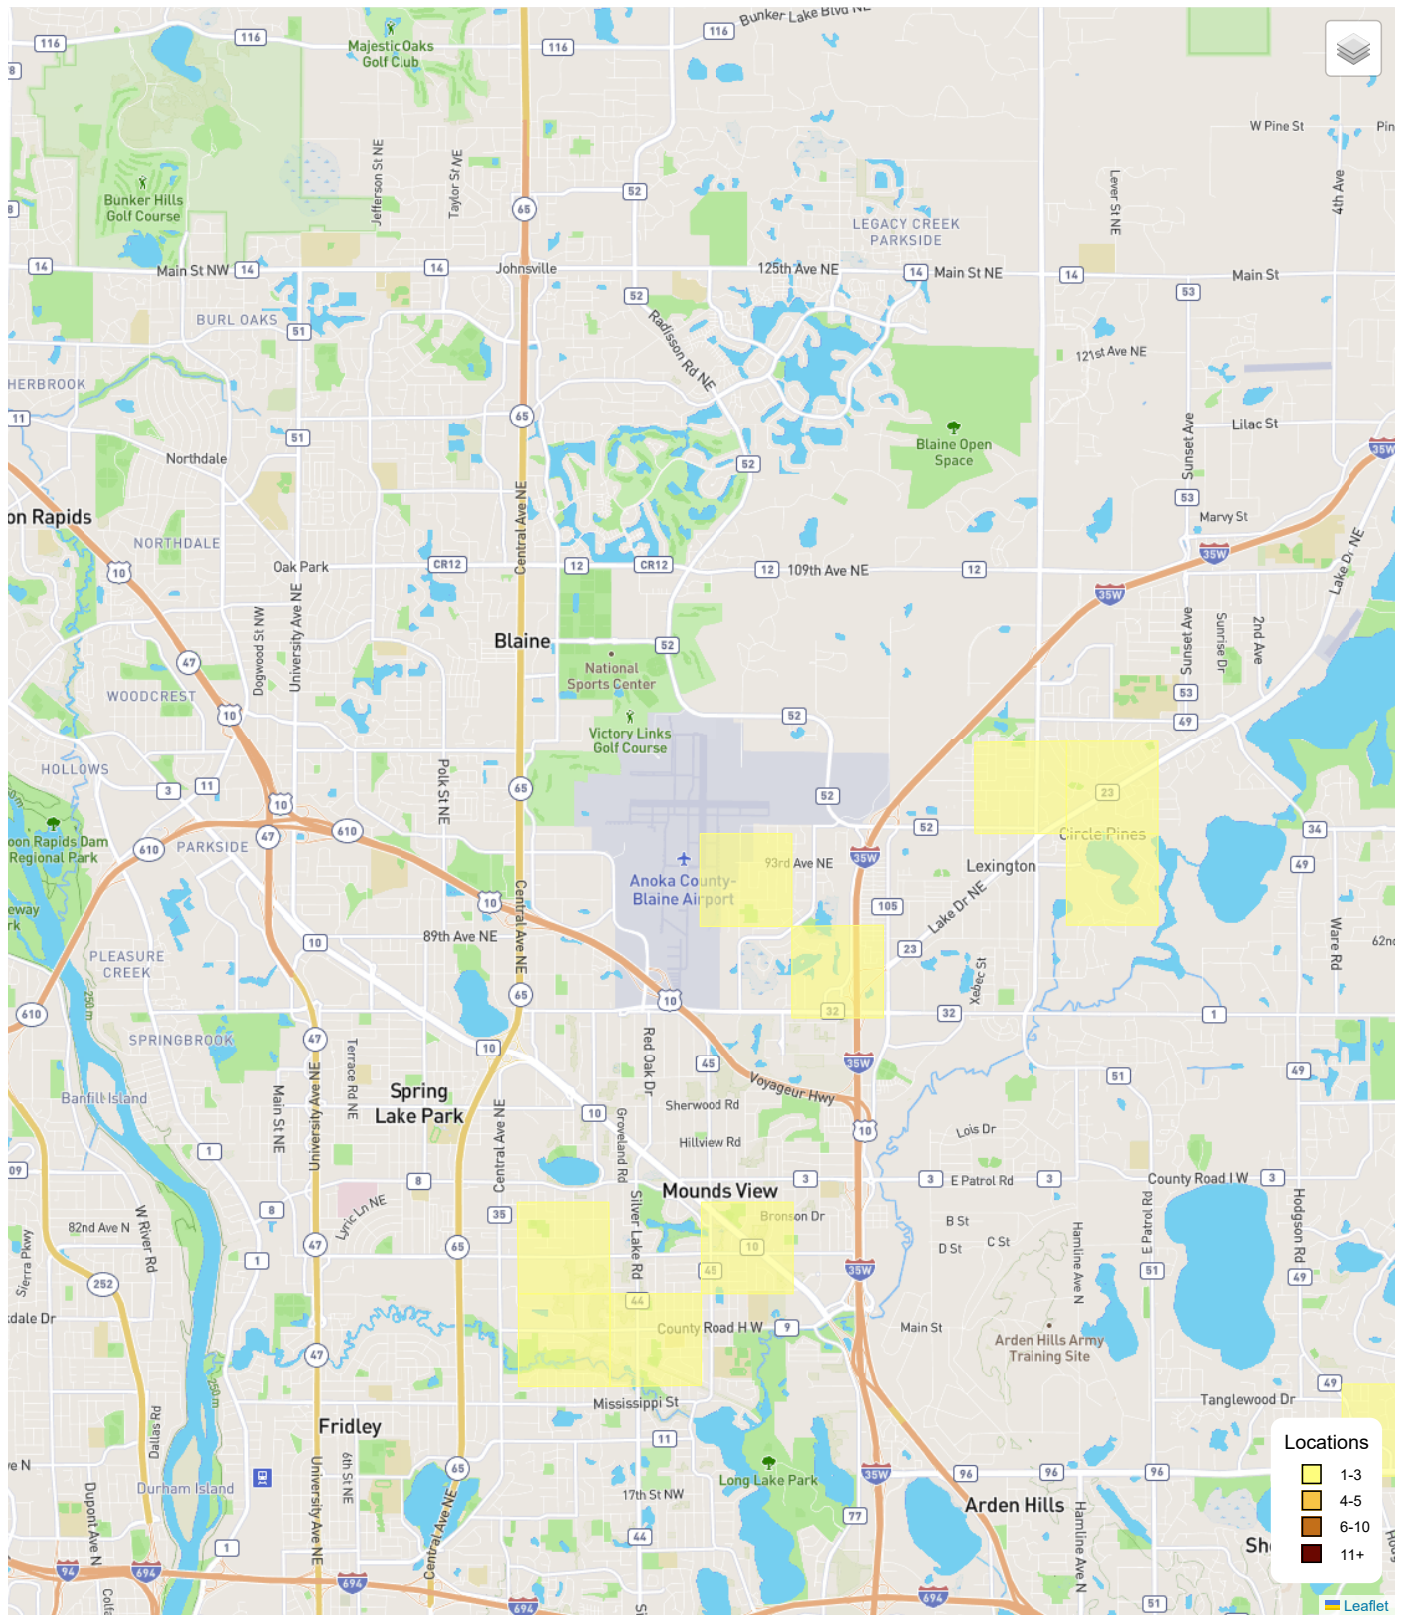 Bunker Lake Blvd NE
116
116
116
116
Majestic Oaks
Golf Club
W Pine St
Jefferson St NE
Taylor St NE
Lever St NE
4th Ave
Bunker Hills
Golf Course
52
65
LEGACY CREEK
PARKSIDE
14
Main St NW
14
14
Johnsville
125th Ave NE
14
Main St NE
14
Main St
53
52
BURL OAKS
51
Radisson Rd NE
121st Ave NE
HERBROOK
11
65
51
Northdale
Sunset Ave
Lilac St
Blaine Open
Space
35W
52
53
Central Ave NE
Marvy St
on Rapids
NORTHDALE
35W
Lake Dr NE
10
Oak Park
CR12
12
CR12
12
109th Ave NE
12
35W
Dogwood St NW
University Ave NE
Sunset Ave
Sunrise Dr
2nd Ave
Blaine
52
47
National
Sports Center
WOODCREST
53
10
52
49
Victory Links
Golf Course
HOLLOWS
3
11
Polk St NE
65
52
23
10
610
47
610
PARKSIDE
52
Circle Pines
34
oon Rapids Dam
Regional Park
35W
93rd Ave NE
Lexington
49
Anoka County-
Blaine Airport
10
Central Ave NE
105
Lake Dr NE
eway
rk
10
89th Ave NE
23
Ware Rd
62nd
PLEASURE
CREEK
Xebec St
250 m
65
10
610
32
32
1
SPRINGBROOK
47
Terrace Rd NE
10
Red Oak Dr
45
35W
51
49
Spring
Lake Park
Banfill Island
Main St NE
University Ave NE
Voyageur Hwy
Sherwood Rd
10
Groveland Rd
Central Ave NE
10
Lois Dr
Hillview Rd
1
09
8
3
3
E Patrol Rd
3
County Road I W
3
Mounds View
8
Lyric Ln NE
35
Silver Lake Rd
Bronson Dr
B St
Hamline Ave N
E Patrol Rd
Hodgson Rd
82nd Ave N
W River Rd
Sierra Pkwy
47
65
10
D St
C St
1
45
35W
51
49
252
44
kdale Dr
County Road H W
9
Main St
Arden Hills Army
Training Site
47
250 m
49
Mississippi St
Tanglewood Dr
Dallas Rd
Fridley
11
ve N
6th St NE
65
Long Lake Park
35W
96
96
96
Durham Island
Dupont Ave N
University Ave NE
17th St NW
Arden Hills
Central Ave NE
77
44
Hamline Ave N
1
94
694
694
694
694
51
Locations
1-3
4-5
6-10
11+
Leaflet